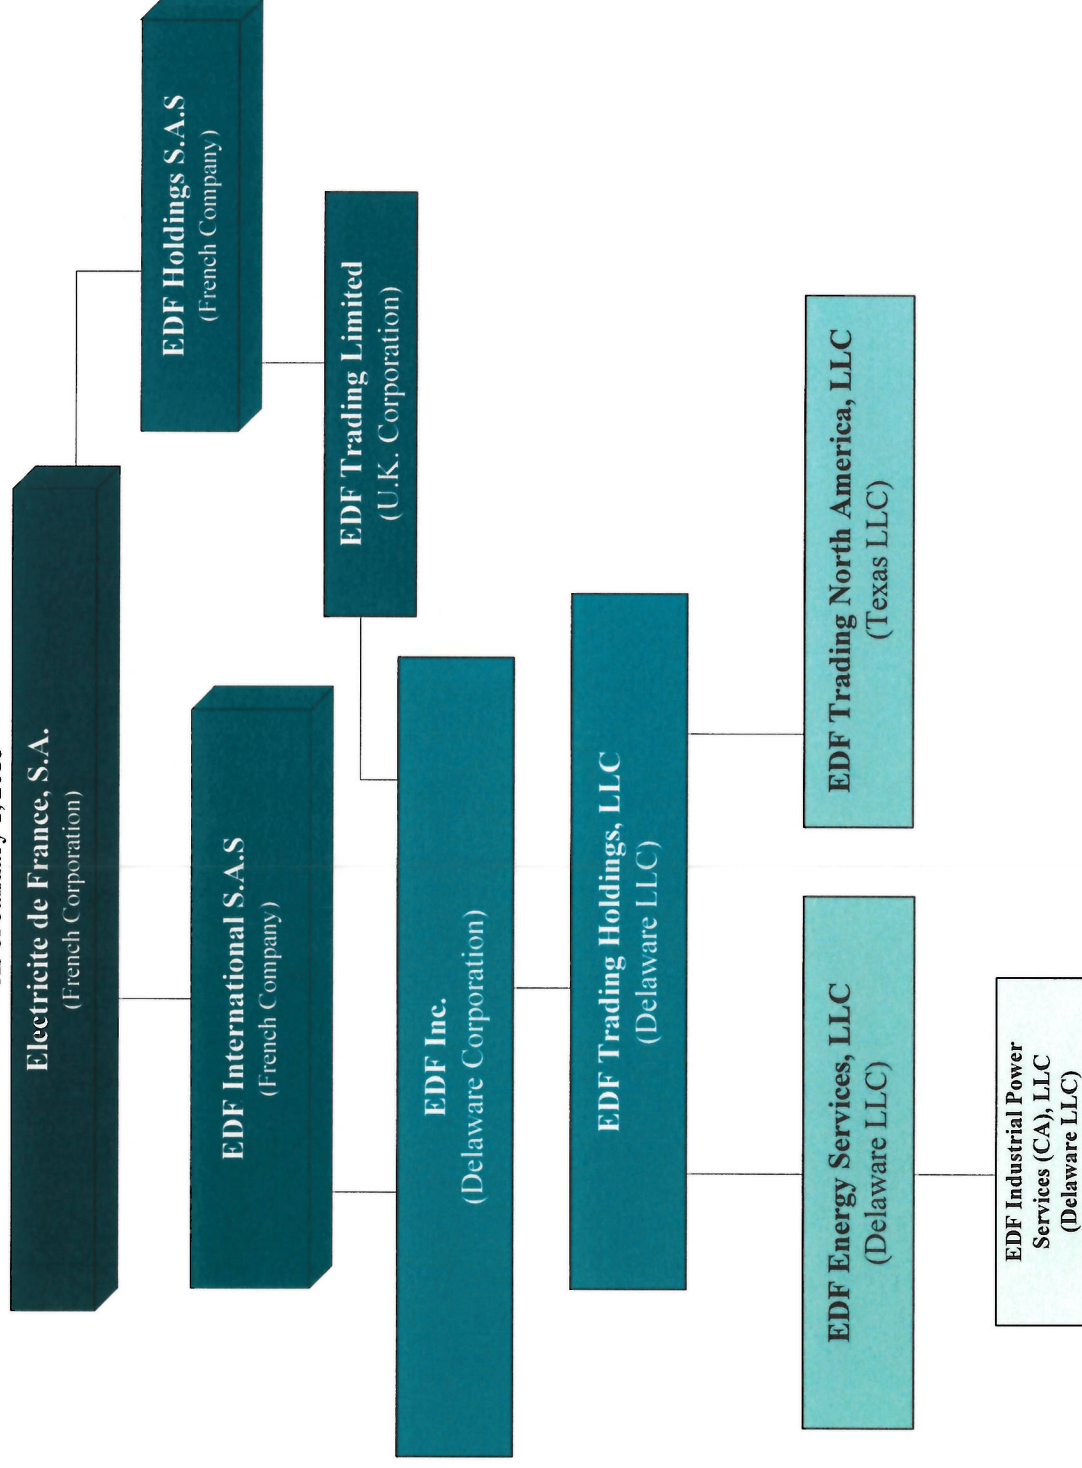 Electricite de France, S.A.
(French Corporation)
EDF Holdings S.A.S
(French Company)
EDF International S.A.S
(French Company)
EDF Trading Limited
(U.K. Corporation)
EDF Inc.
(Delaware Corporation)
EDF Trading Holdings, LLC
(Delaware LLC)
EDF Energy Services, LLC
(Delaware LLC)
EDF Trading North America, LLC
(Texas LLC)
EDF Industrial Power
Services (CA), LLC
(Delaware LLC)